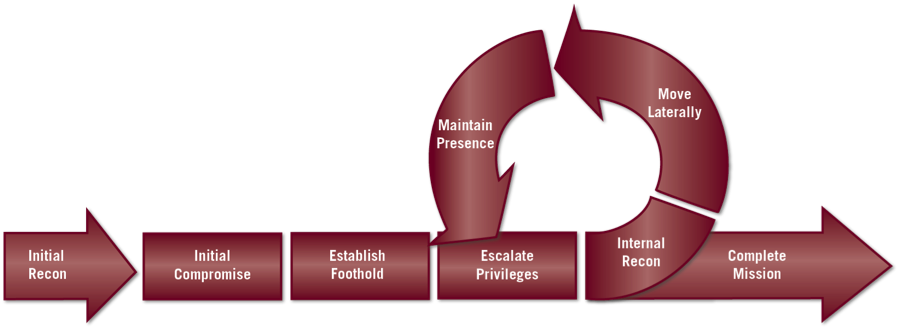 Initial
Recon
Initial
Compromise
Establish
Foothold
Escalate
Privileges
Internal
Recon
Move
Laterally
Maintain
Presence
Complete
Mission